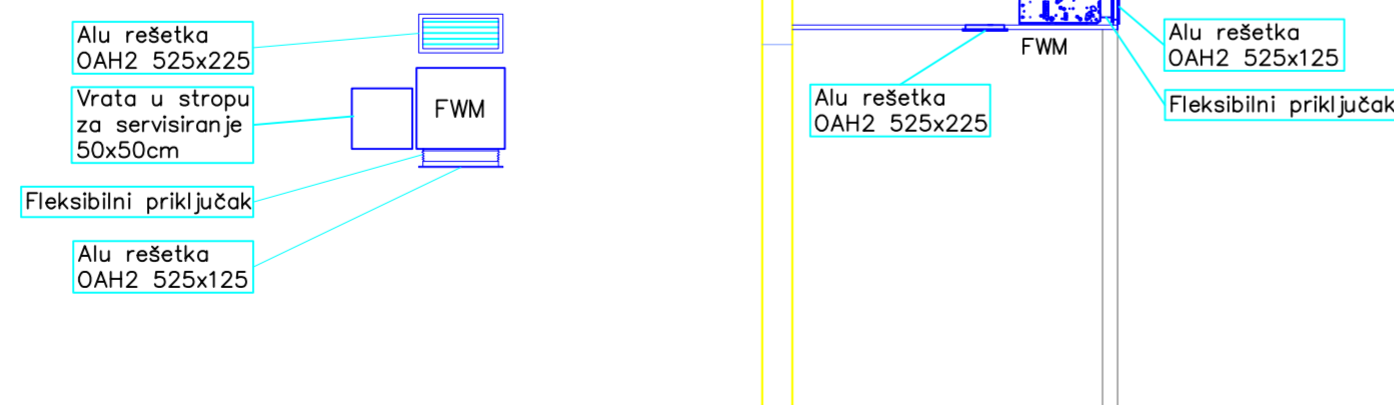 Alu rešetka
OAH2 525x225
Vrata u stropu
za servisiranje
50x50cm
FWM
Fleksibilni priključak
Alu rešetka
OAH2 525x125
FWM
Alu rešetka
OAH2 525x225
Alu rešetka
OAH2 525x125
Fleksibilni priključak